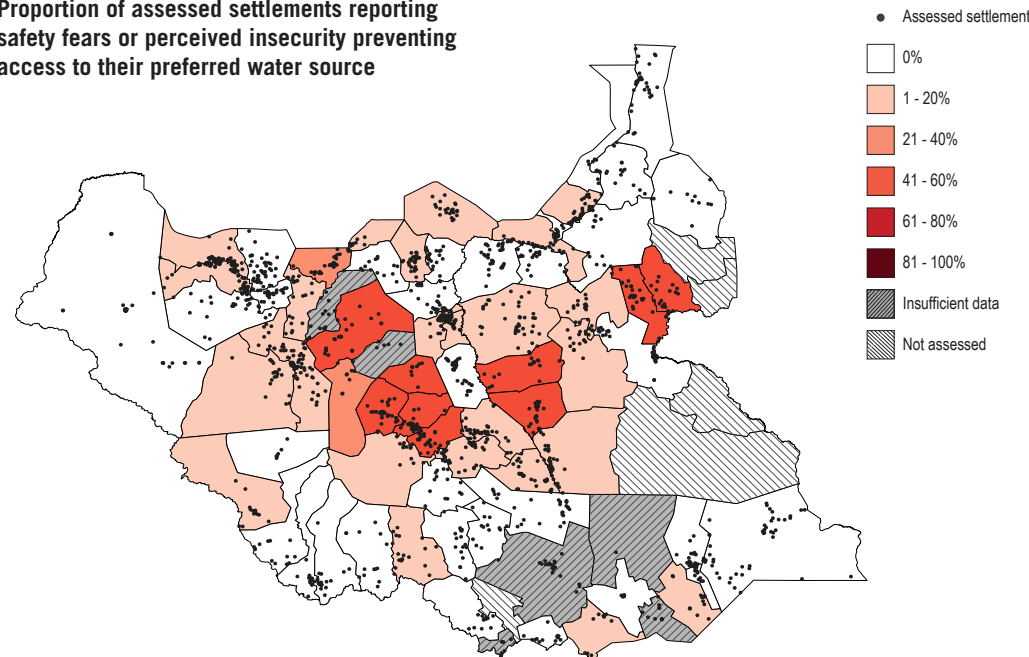 Proportion of assessed settlements reporting
safety fears or perceived insecurity preventing
access to their preferred water source
Assessed settlement
0%
1 - 20%
21 - 40%
41 - 60%
61 - 80%
81 - 100%
Insufficient data
Not assessed